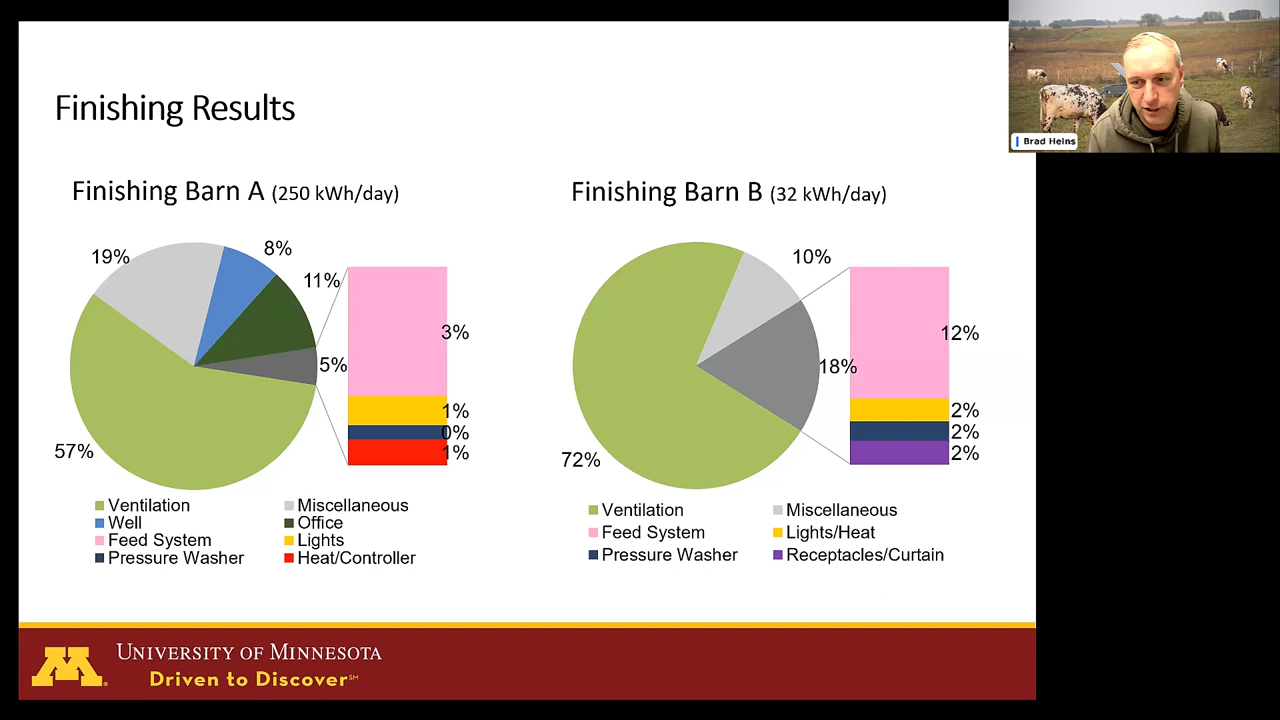 Brad Heins
Finishing Results
Finishing Barn A (250 kWh/day)
19%
8%
11%
3%
5%
1%
0%
1%
57%
Ventilation
Miscellaneous
Well
Office
Feed System
Lights
Pressure Washer
Heat/Controller
Finishing Barn B (32 kWh/day)
10%
12%
18%
2%
2%
2%
72%
Ventilation
Miscellaneous
Feed System
Lights/Heat
Pressure Washer
Receptacles/Curtain
M
UNIVERSITY OF MINNESOTA
Driven to Discover℠